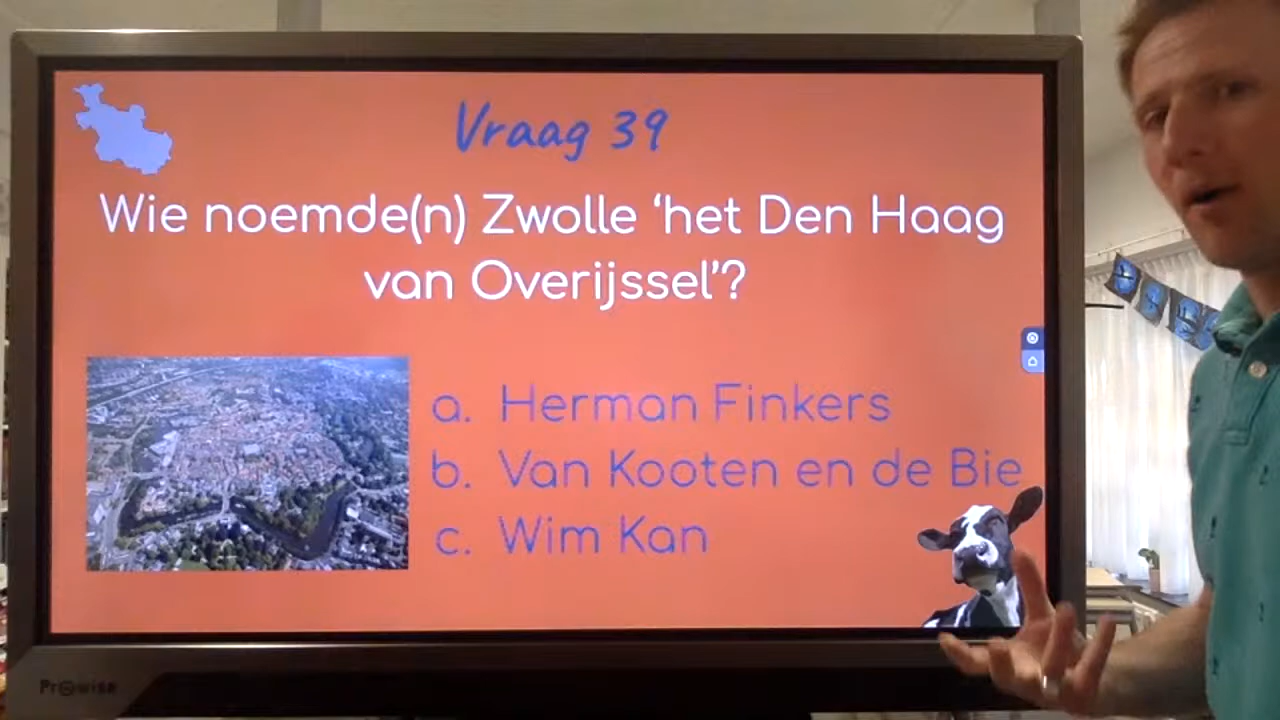 Vraag 39
Wie noemde(n) Zwolle ‘het Den Haag
van Overijssel’?
a. Herman Finkers
b. Van Kooten en de Bie
c. Wim Kan
Prowise